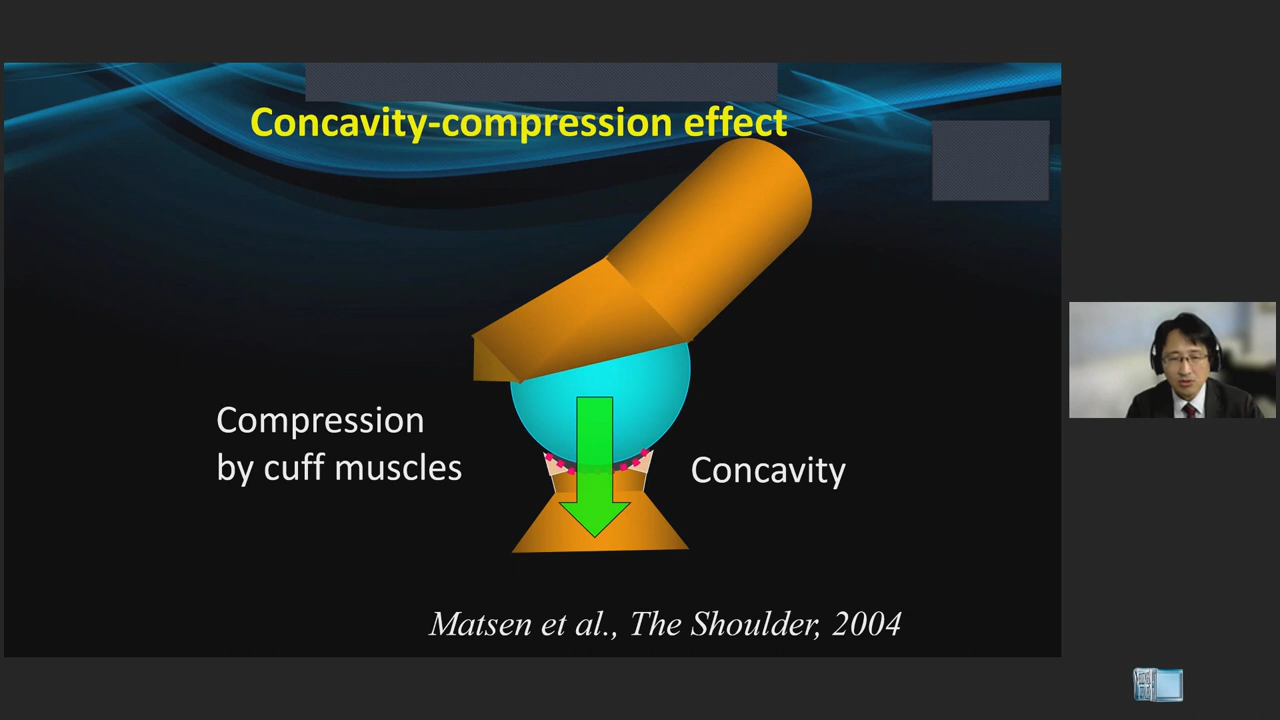 Concavity-compression effect
Compression
by cuff muscles
Concavity
Matsen et al., The Shoulder, 2004